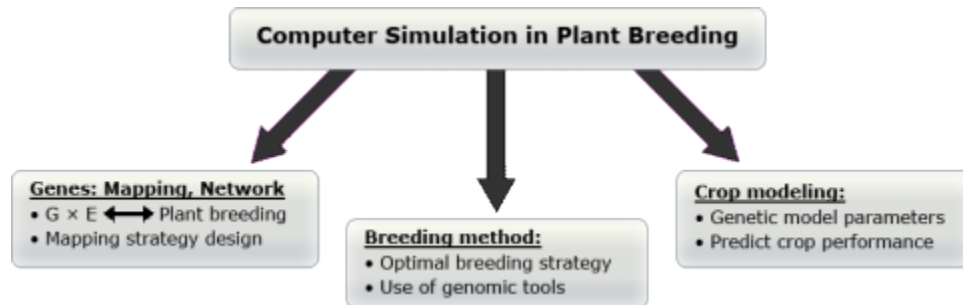 Computer Simulation in Plant Breeding
Genes: Mapping, Network
• G × E ⟷ Plant breeding
• Mapping strategy design
Breeding method:
• Optimal breeding strategy
• Use of genomic tools
Crop modeling:
• Genetic model parameters
• Predict crop performance